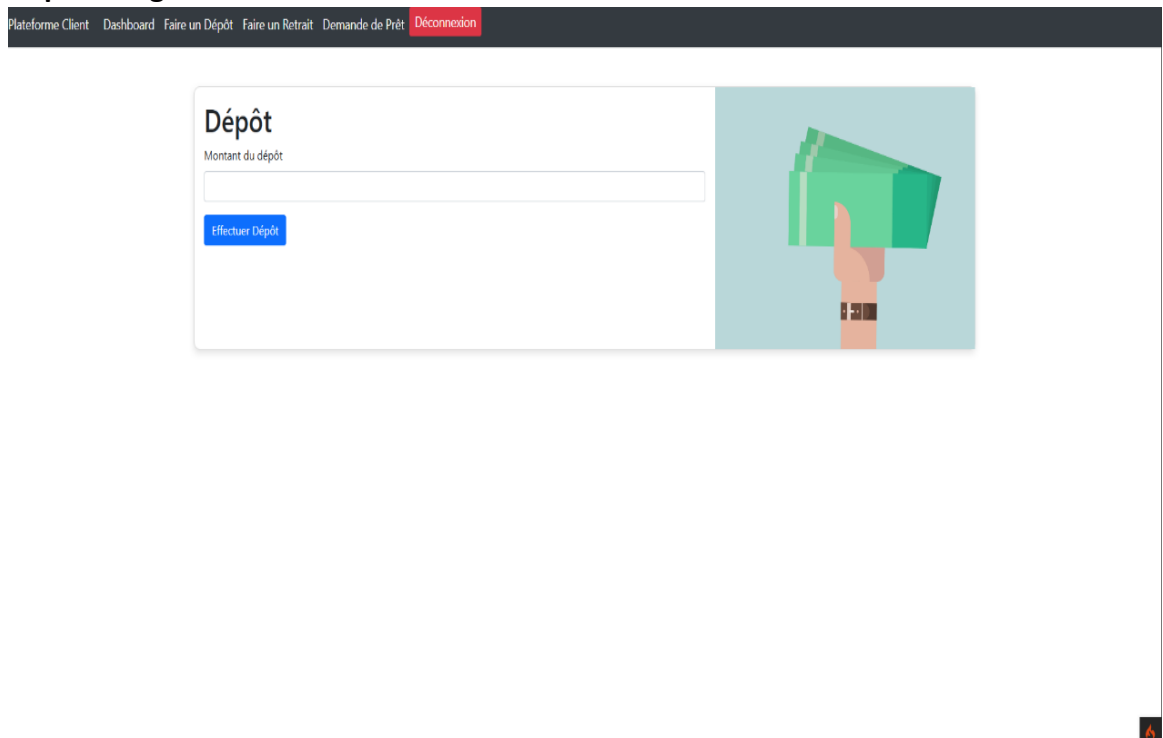 Plateforme Client Dashboard Faire un Dépôt Faire un Retrait Demande de Prêt Déconnexion
Dépôt
Montant du dépôt
Effectuer Dépôt